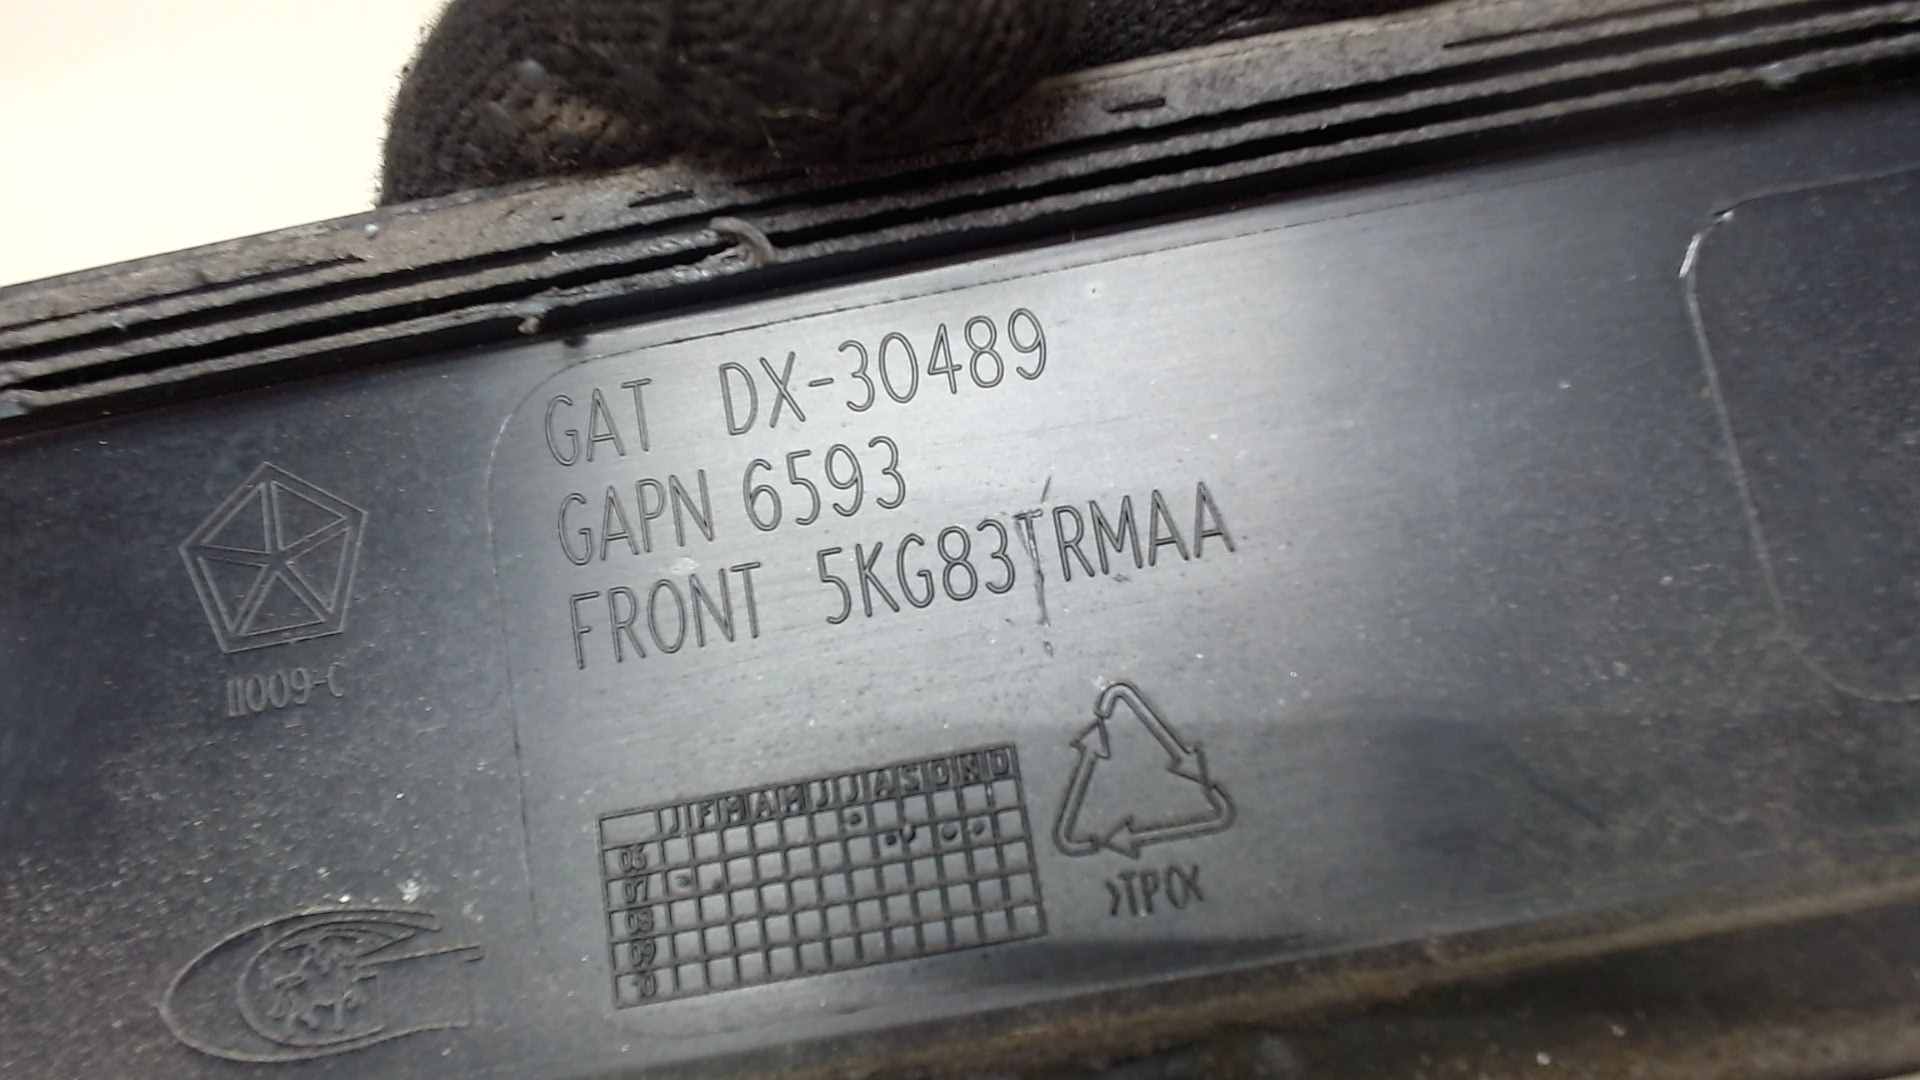 GAT DX-30489
GAPN 6593
FRONT 5KG83TRMAA
11009-C
J F M A M J J A S O N D
06
07
08
09
10
>TPO<